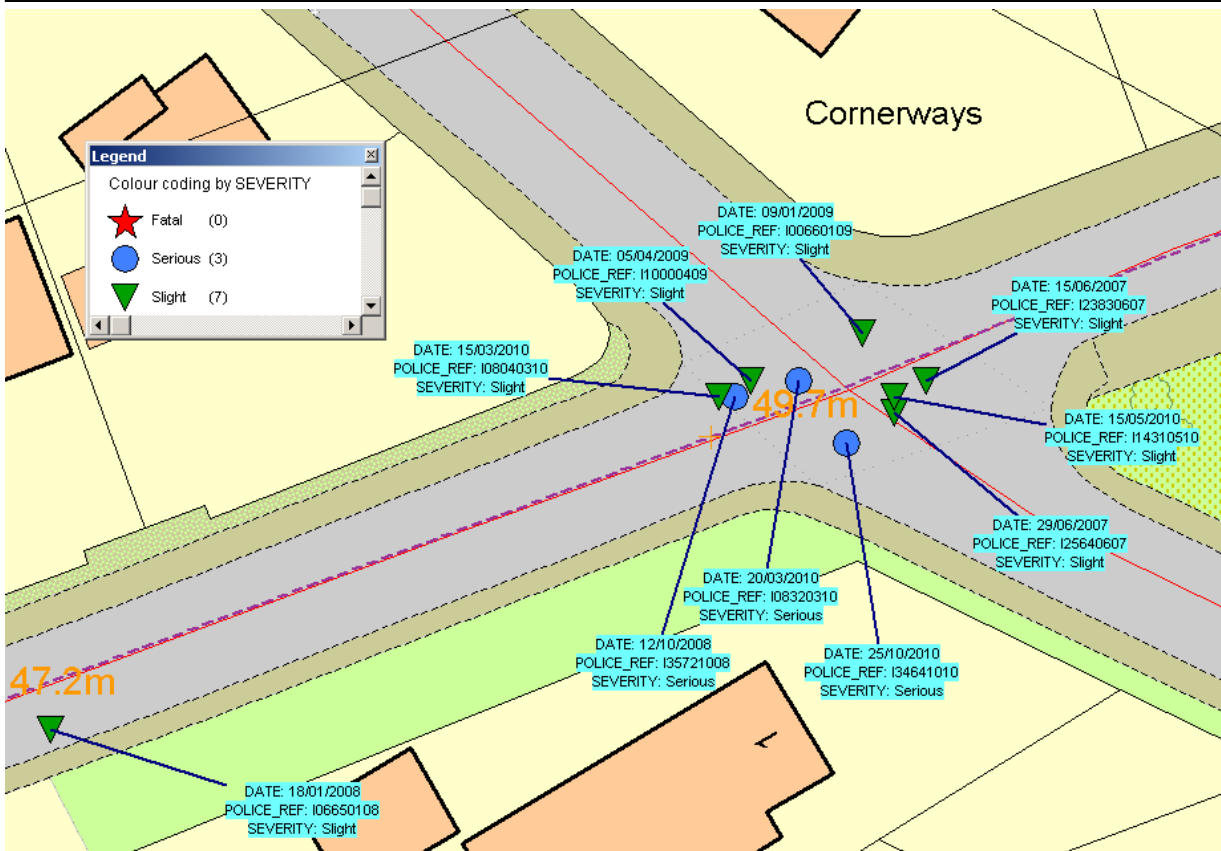 Cornerways
Legend
Colour coding by SEVERITY
Fatal (0)
Serious (3)
Slight (7)
DATE: 09/01/2009
POLICE_REF: I00660109
SEVERITY: Slight
DATE: 05/04/2009
POLICE_REF: I10000409
SEVERITY: Slight
DATE: 15/06/2007
POLICE_REF: I23830607
SEVERITY: Slight
DATE: 15/03/2010
POLICE_REF: I08040310
SEVERITY: Slight
49.7m
DATE: 15/05/2010
POLICE_REF: I14310510
SEVERITY: Slight
DATE: 29/06/2007
POLICE_REF: I25640607
SEVERITY: Slight
DATE: 20/03/2010
POLICE_REF: I08320310
SEVERITY: Serious
DATE: 12/10/2008
POLICE_REF: I35721008
SEVERITY: Serious
DATE: 25/10/2010
POLICE_REF: I34641010
SEVERITY: Serious
47.2m
1
DATE: 18/01/2008
POLICE_REF: I06650108
SEVERITY: Slight